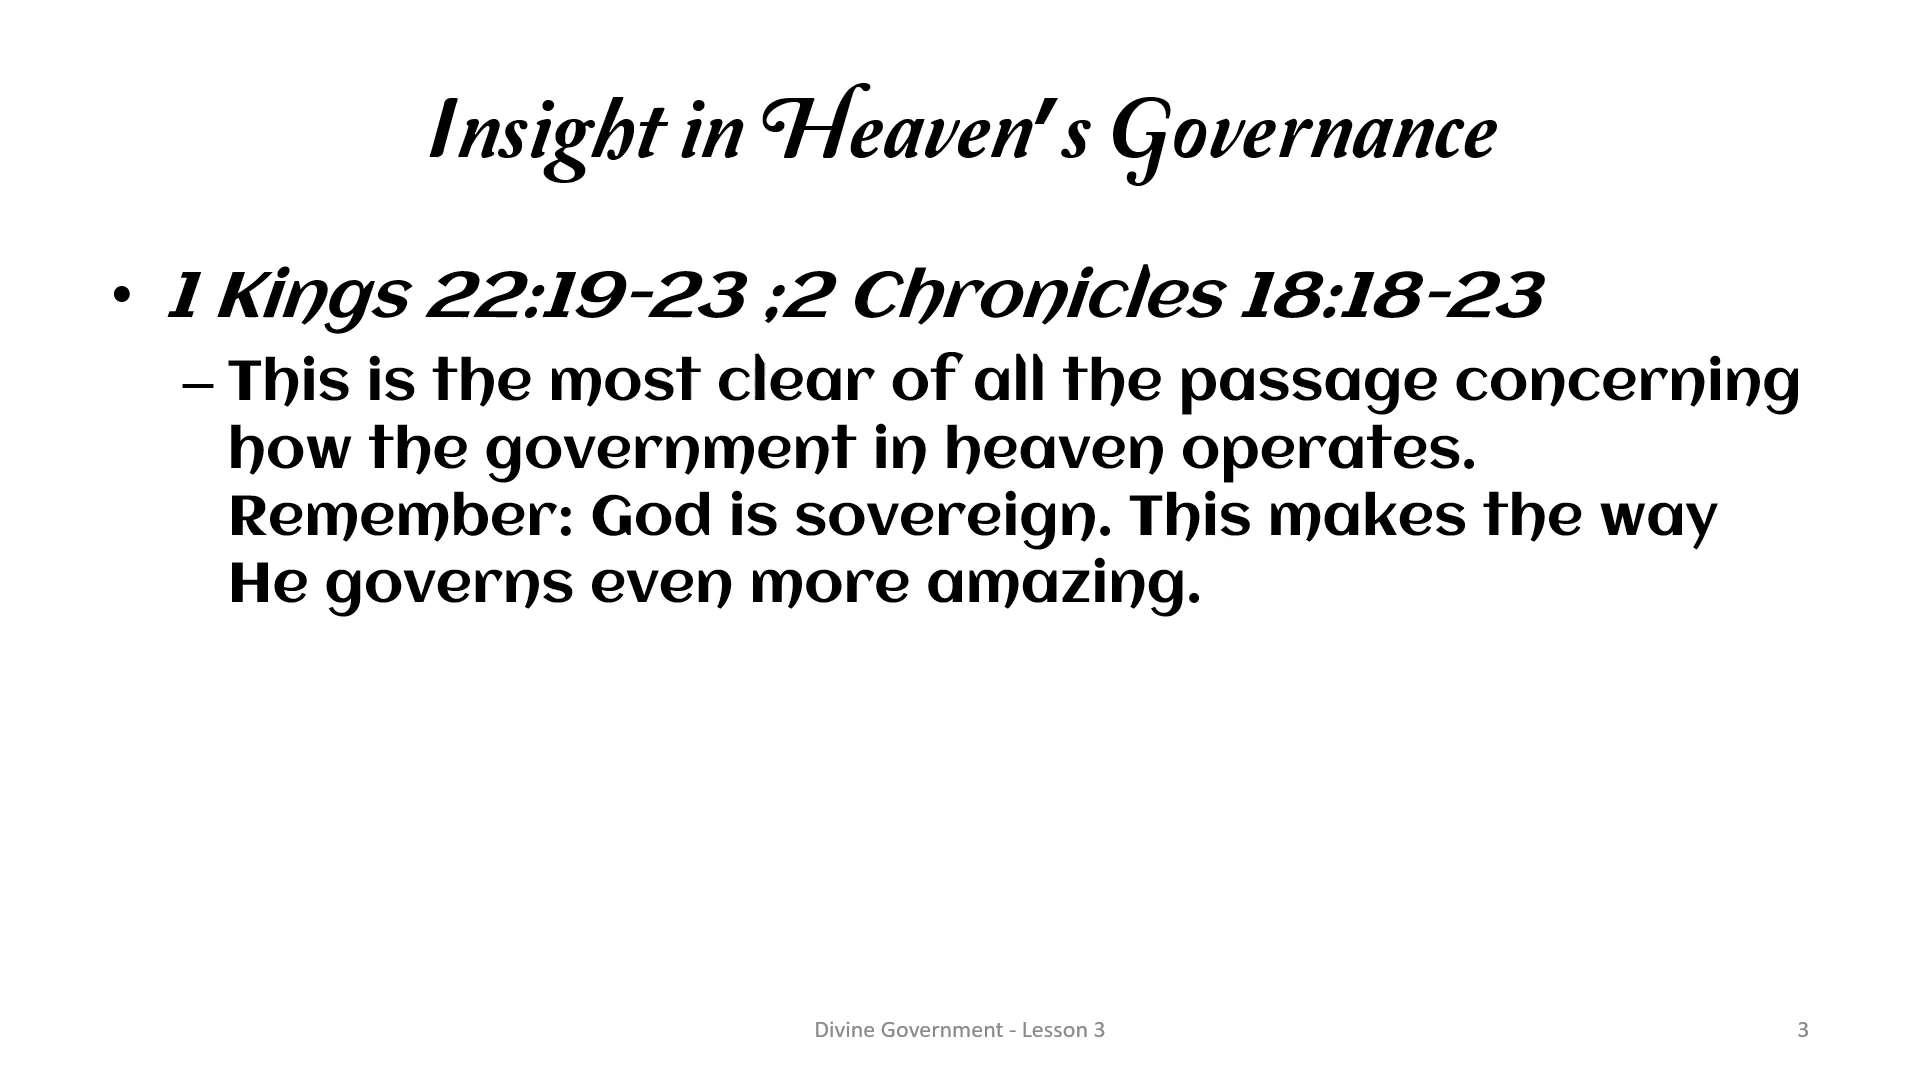 Insight in Heaven's Governance
• 1 Kings 22:19-23 ;2 Chronicles 18:18-23
– This is the most clear of all the passage concerning
how the government in heaven operates.
Remember: God is sovereign. This makes the way
He governs even more amazing.
Divine Government - Lesson 3
3